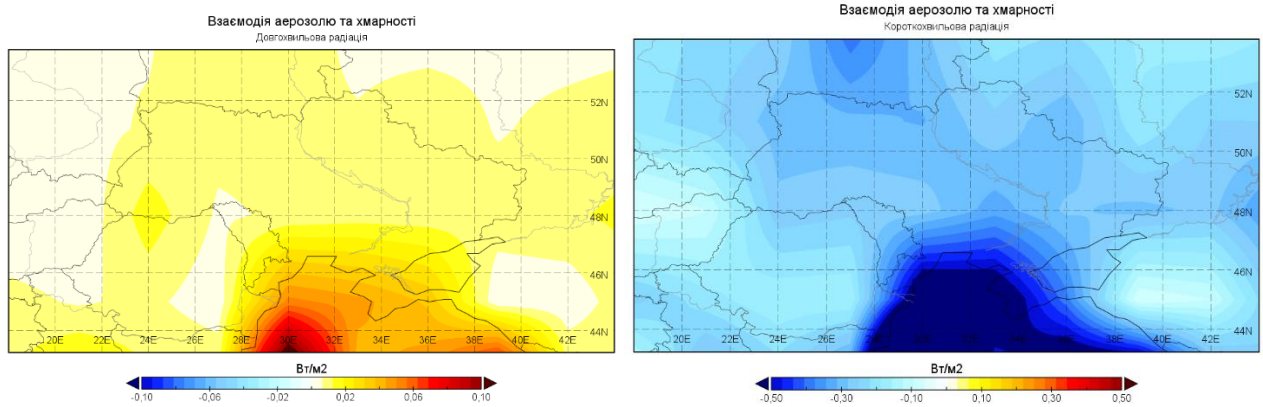 Взаємодія аерозолю та хмарності
Довгохвильова радіація
52N
50N
48N
46N
44N
20E 22E 24E 26E 28E 30E 32E 34E 36E 38E 40E 42E
Вт/м2
-0,10 -0,06 -0,02 0,02 0,06 0,10
Взаємодія аерозолю та хмарності
Короткохвильова радіація
52N
50N
48N
46N
44N
20E 22E 24E 26E 28E 30E 32E 34E 36E 38E 40E 42E
Вт/м2
-0,50 -0,30 -0,10 0,10 0,30 0,50